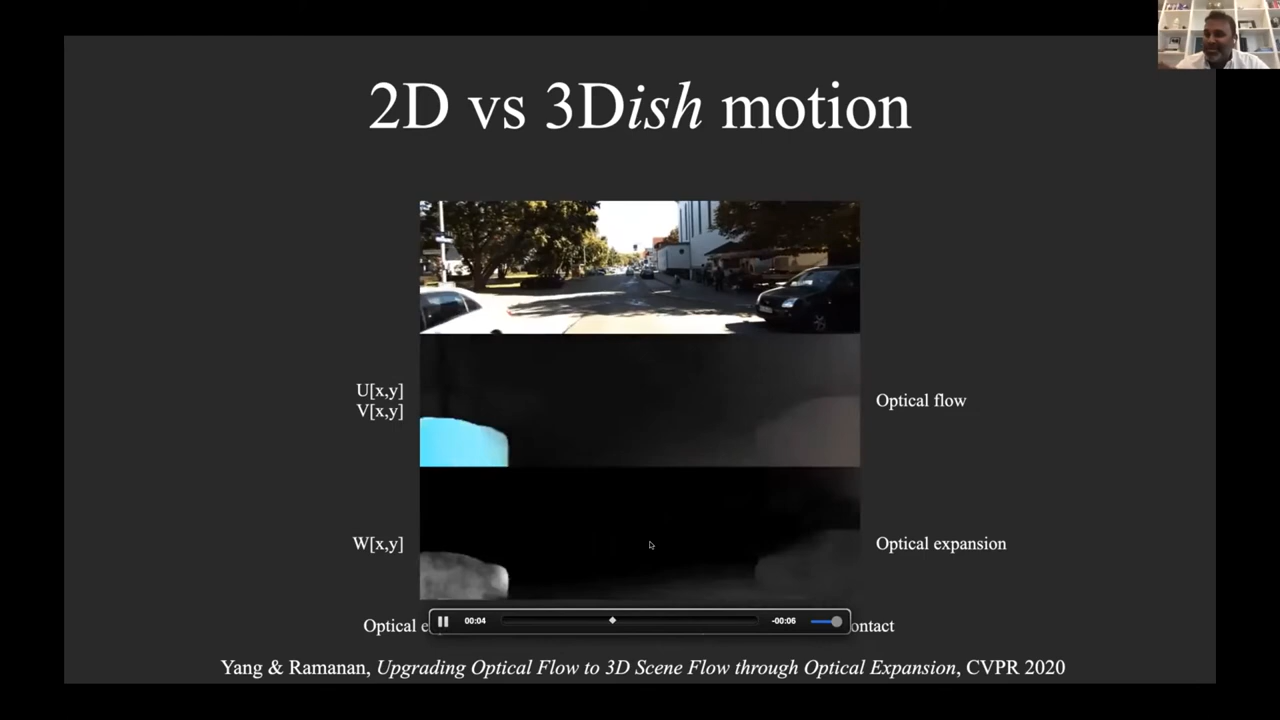 2D vs 3Dish motion
U[x,y]
V[x,y]
Optical flow
W[x,y]
Optical expansion
00:04
-00:06
Optical
Yang & Ramanan, Upgrading Optical Flow to 3D Scene Flow through Optical Expansion, CVPR 2020